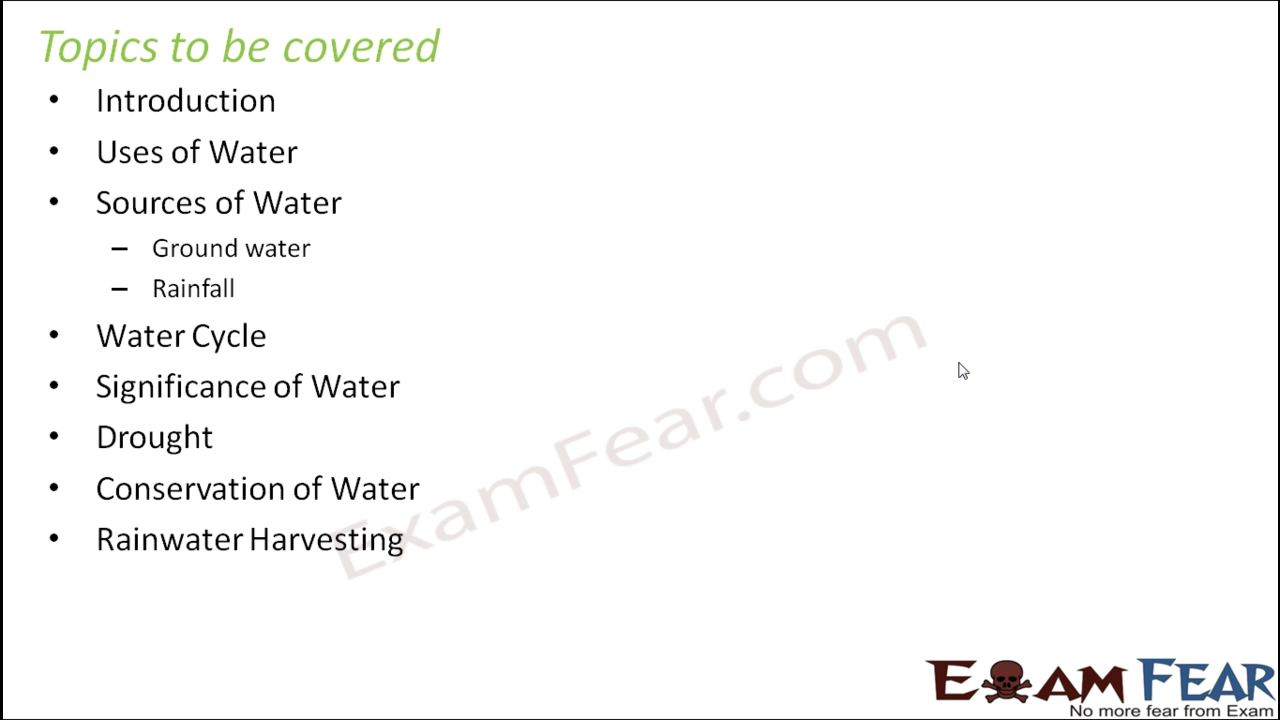 Topics to be covered
• Introduction
• Uses of Water
• Sources of Water
– Ground water
– Rainfall
• Water Cycle
• Significance of Water
• Drought
• Conservation of Water
• Rainwater Harvesting
ExamFear.com
EXAM FEAR
No more fear from Exam